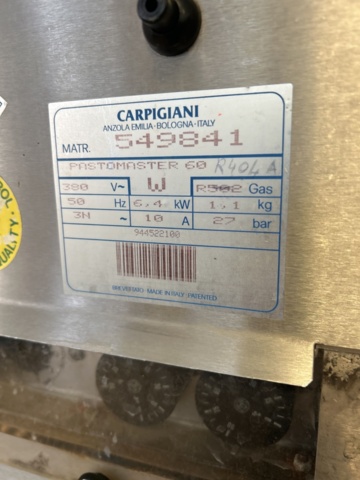 CARPIGIANI
ANZOLA EMILIA - BOLOGNA - ITALY
MATR. 549841
PASTOMASTER 60 R404A
380 V~ W R502 Gas
50 Hz 6,4 kW 1,1 kg
3N ~ 10 A 27 bar
944522100
MADE IN ITALY - PATENTED
QUALITY